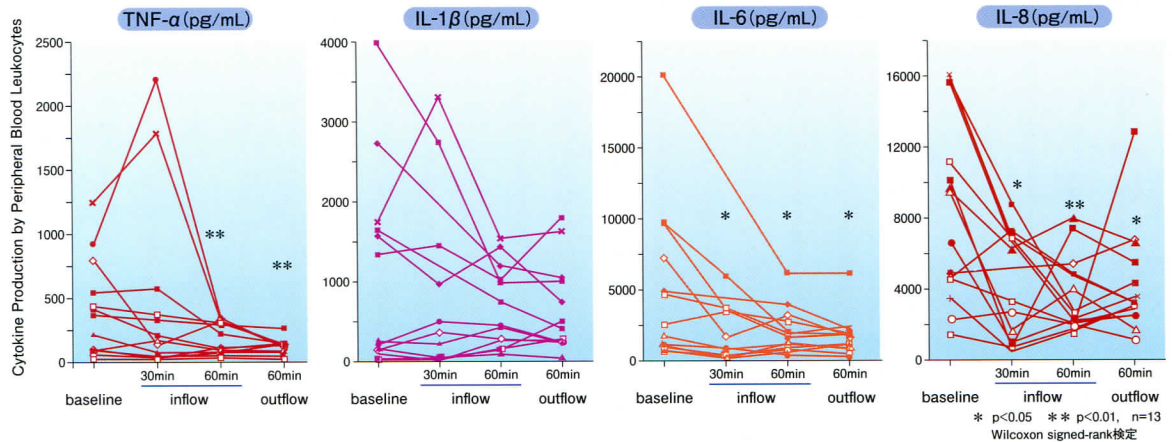 TNF-α(pg/mL)
IL-1β(pg/mL)
IL-6(pg/mL)
IL-8(pg/mL)
Cytokine Production by Peripheral Blood Leukocytes
2500
2000
1500
1000
500
0
**
**
30min
60min
60min
baseline
inflow
outflow
4000
3000
2000
1000
0
30min
60min
60min
baseline
inflow
outflow
20000
15000
10000
5000
0
*
*
*
30min
60min
60min
baseline
inflow
outflow
16000
12000
8000
4000
0
*
**
*
30min
60min
60min
baseline
inflow
outflow
* p<0.05 ** p<0.01, n=13
Wilcoxon signed-rank検定